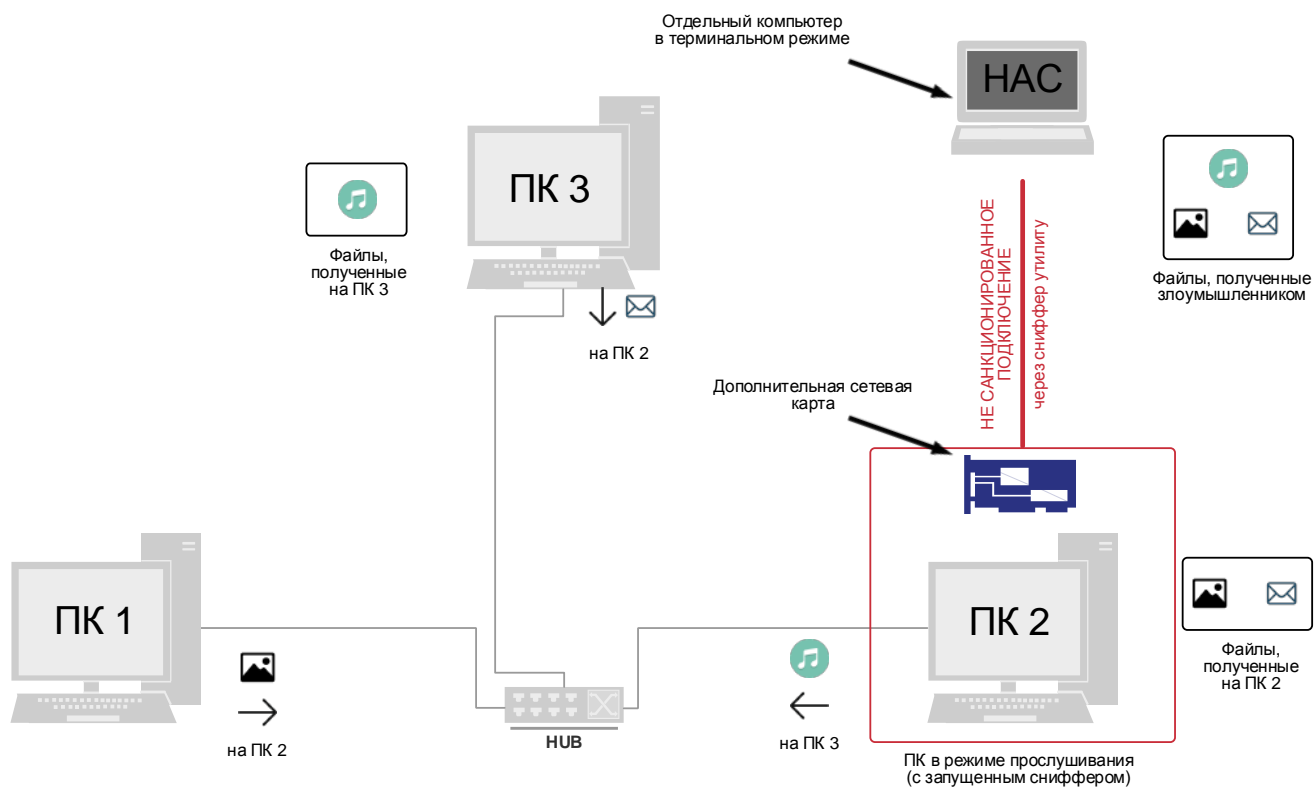 Отдельный компьютер
в терминальном режиме
НАС
ПК 3
Файлы,
полученные
на ПК 3
на ПК 2
НЕ САНКЦИОНИРОВАННОЕ
ПОДКЛЮЧЕНИЕ
через сниффер утилиту
Файлы, полученные
злоумышленником
Дополнительная сетевая
карта
ПК 1
на ПК 2
HUB
на ПК 3
ПК 2
Файлы,
полученные
на ПК 2
ПК в режиме прослушивания
(с запущенным сниффером)